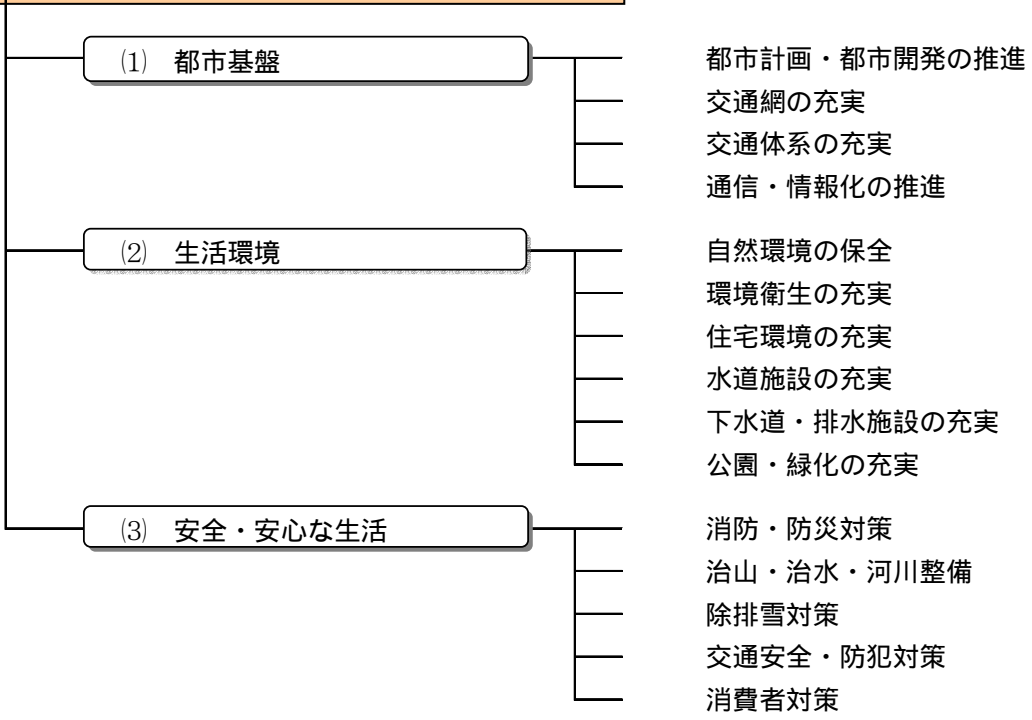 ⑴ 都市基盤
都市計画・都市開発の推進
交通網の充実
交通体系の充実
通信・情報化の推進
⑵ 生活環境
自然環境の保全
環境衛生の充実
住宅環境の充実
水道施設の充実
下水道・排水施設の充実
公園・緑化の充実
⑶ 安全・安心な生活
消防・防災対策
治山・治水・河川整備
除排雪対策
交通安全・防犯対策
消費者対策